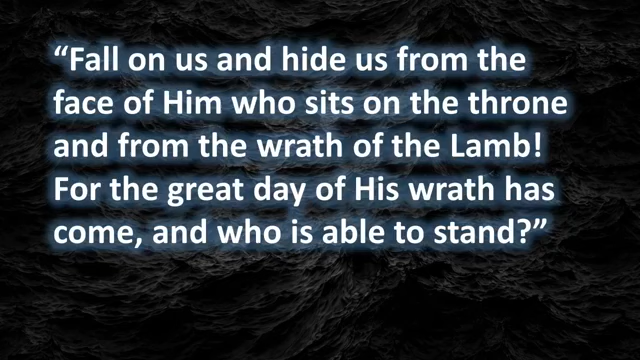 “Fall on us and hide us from the
face of Him who sits on the throne
and from the wrath of the Lamb!
For the great day of His wrath has
come, and who is able to stand?”